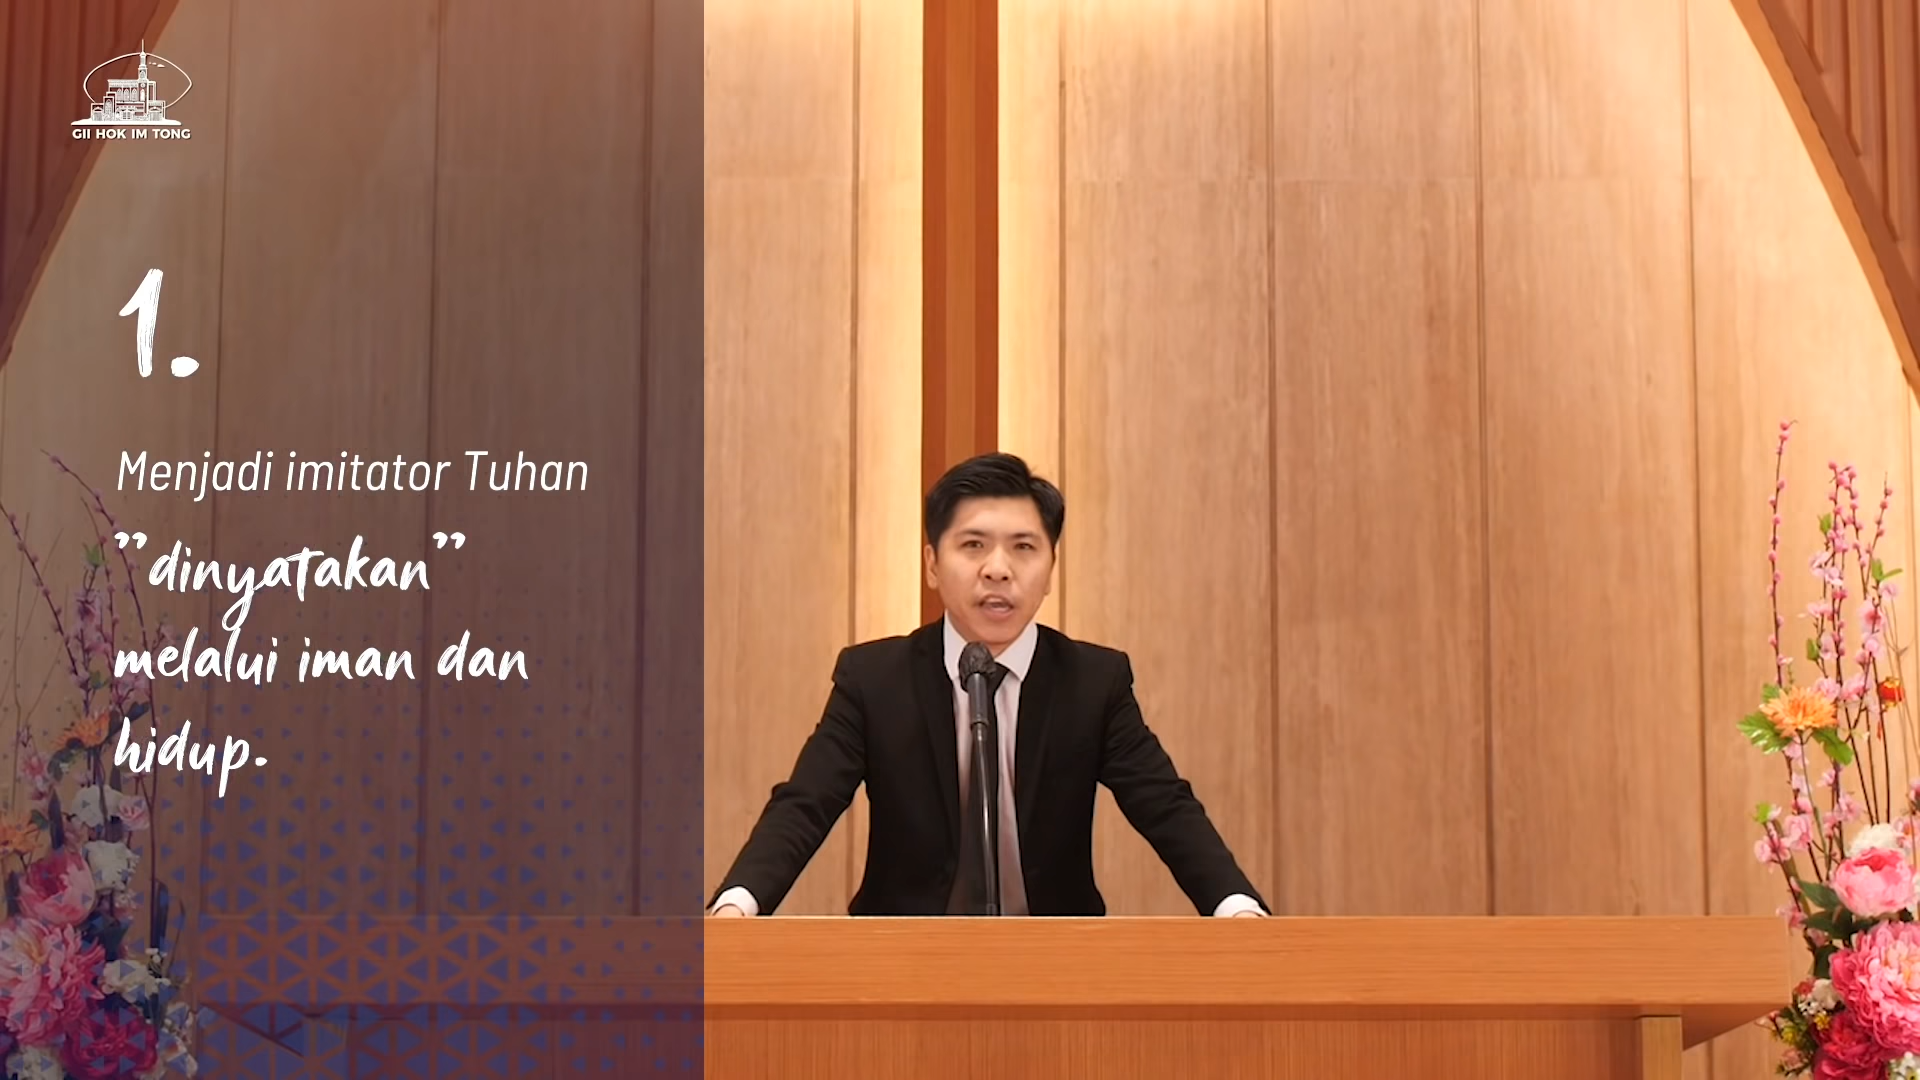 GII HOK IM TONG
1.
Menjadi imitator Tuhan
"dinyatakan"
melalui iman dan
hidup.